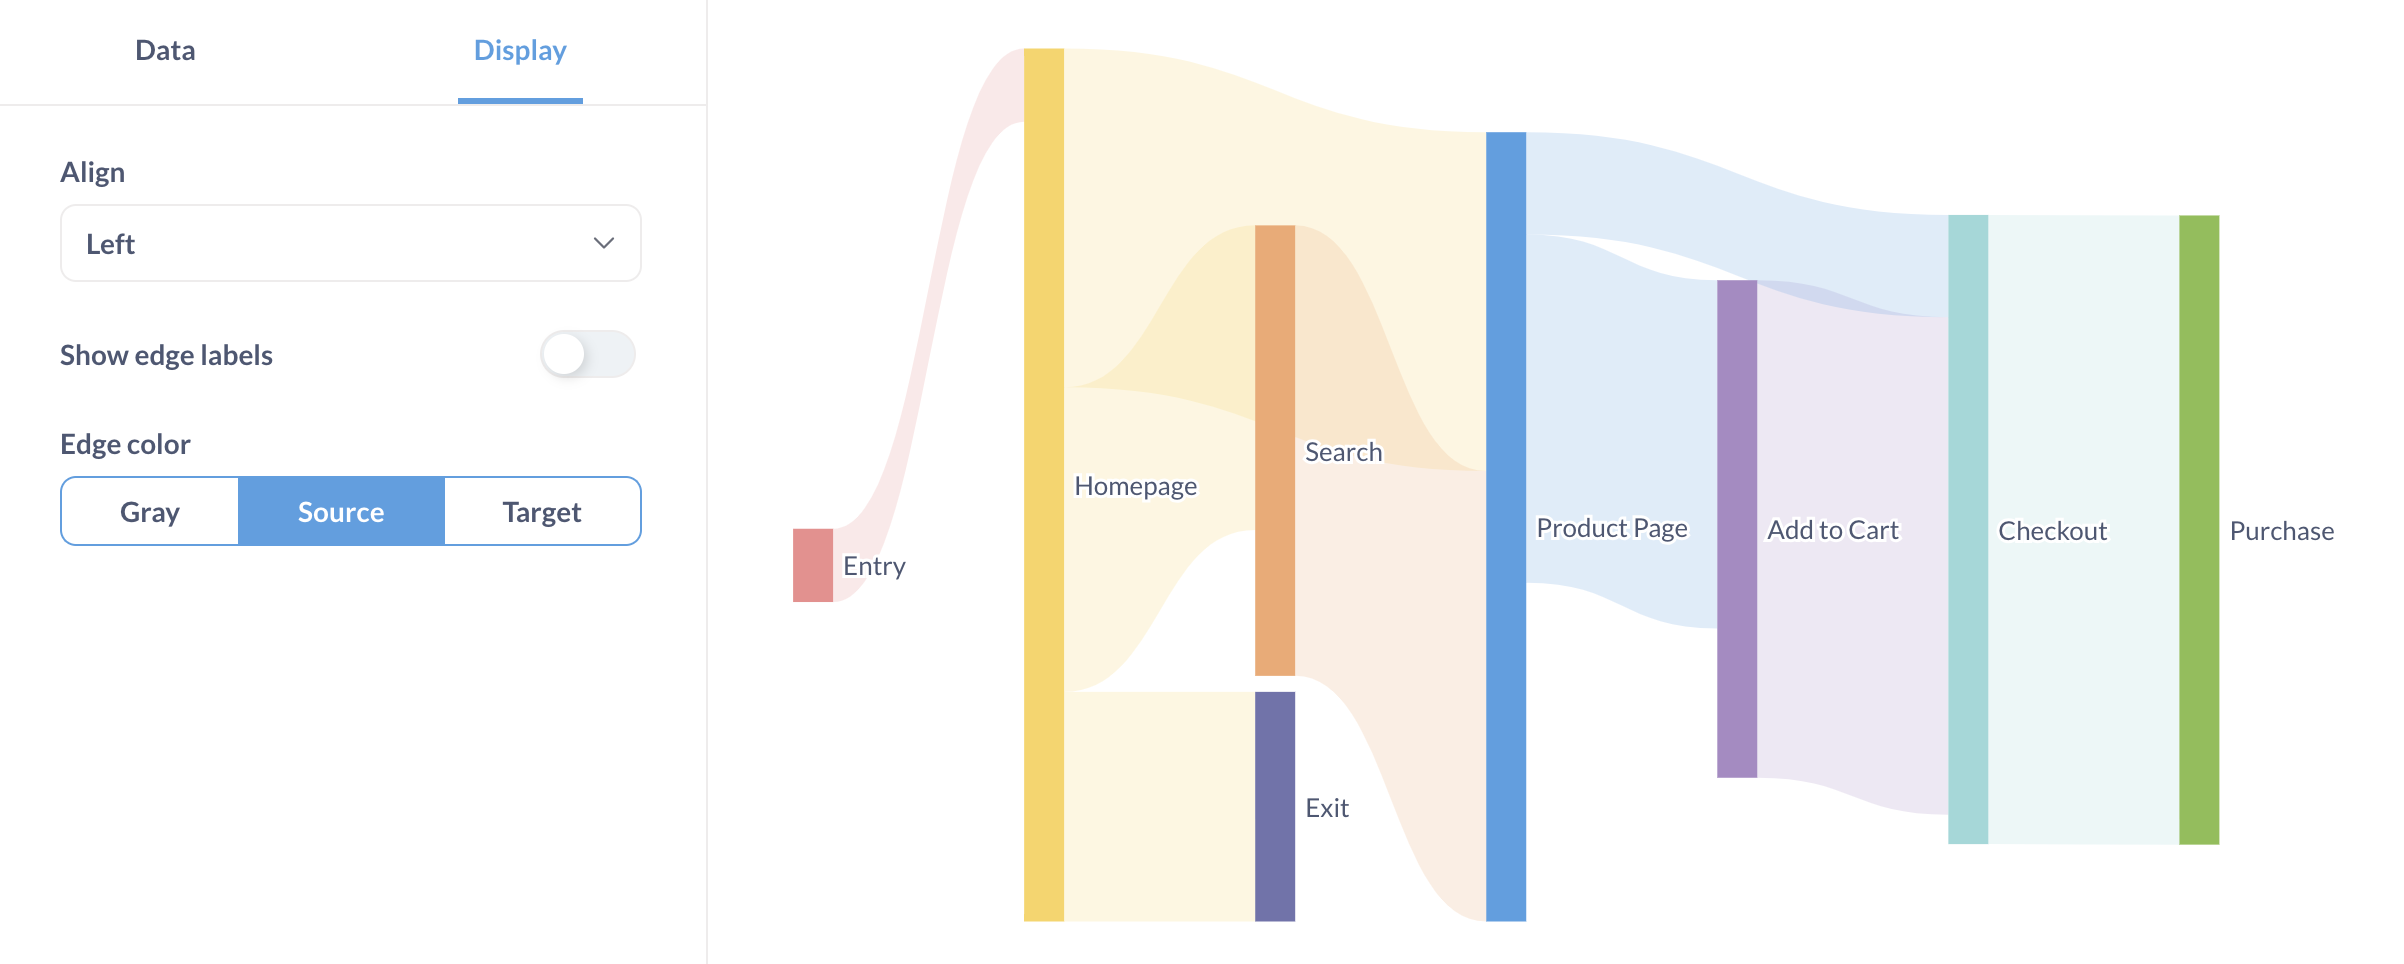 Data
Display
Align
Left
Show edge labels
Edge color
Gray
Source
Target
Entry
Homepage
Search
Exit
Product Page
Add to Cart
Checkout
Purchase